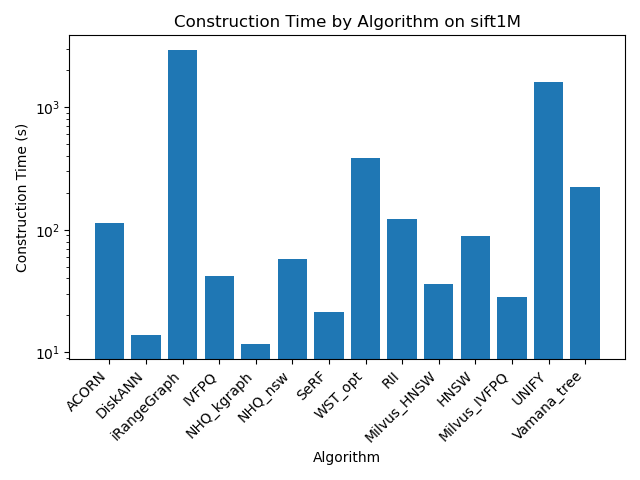 Construction Time by Algorithm on sift1M
Construction Time (s)
10³
10²
10¹
ACORN
DiskANN
iRangeGraph
IVFPQ
NHQ_kgraph
NHQ_nsw
SeRF
WST_opt
RII
Milvus_HNSW
HNSW
Milvus_IVFPQ
UNIFY
Vamana_tree
Algorithm